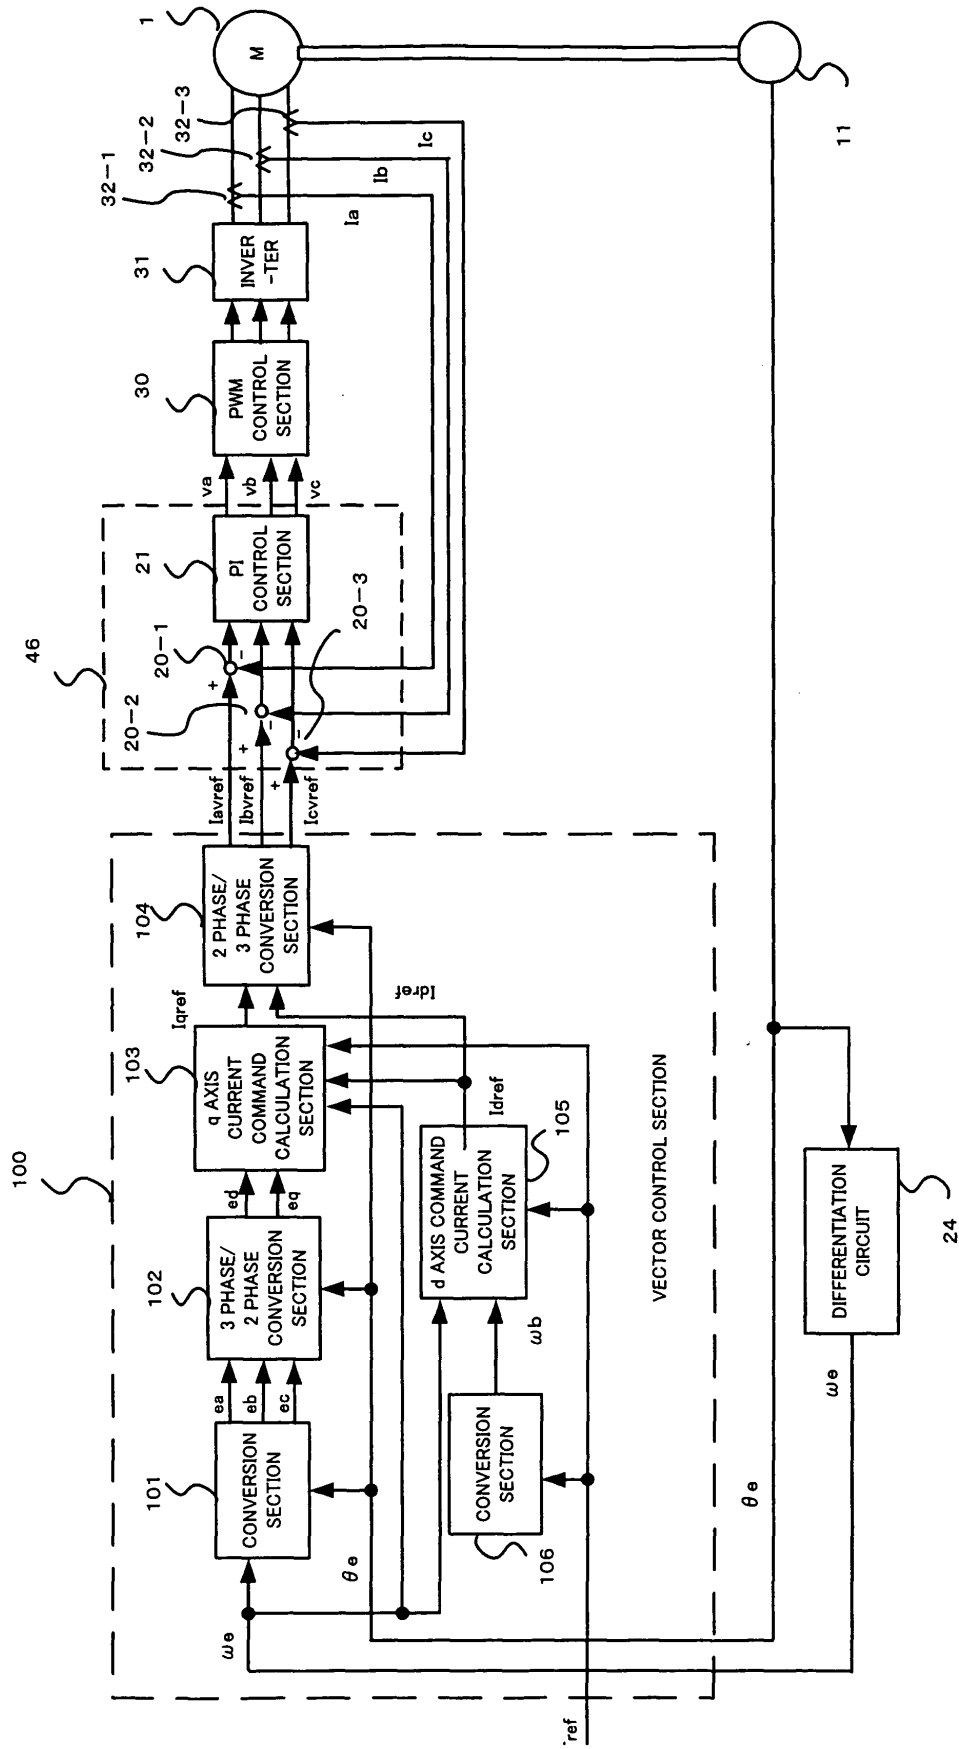 100
101
CONVERSION
SECTION
ea
eb
ec
102
3 PHASE/
2 PHASE
CONVERSION
SECTION
ed
eq
103
q AXIS
CURRENT
COMMAND
CALCULATION
SECTION
Iqref
104
2 PHASE/
3 PHASE
CONVERSION
SECTION
Idref
Iavref
Ibvref
Icvref
46
20-1
20-2
20-3
+
-
+
-
+
-
21
PI
CONTROL
SECTION
va
vb
vc
30
PWM
CONTROL
SECTION
31
INVER
-TER
32-1
32-2
32-3
Ia
Ib
Ic
1
M
11
ωe
θe
106
CONVERSION
SECTION
ωb
105
d AXIS COMMAND
CURRENT
CALCULATION
SECTION
Idref
VECTOR CONTROL SECTION
ref
θe
ωe
DIFFERENTIATION
CIRCUIT
24